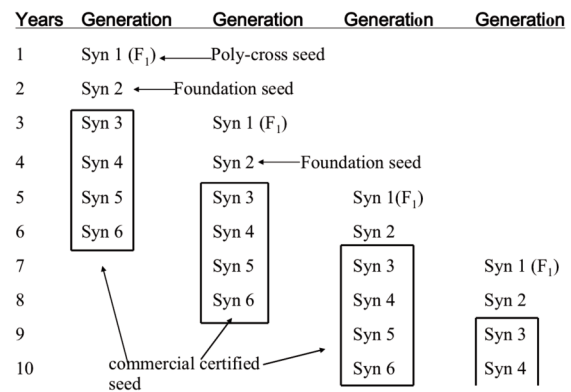 Years Generation Generation Generation Generation
1 Syn 1 (F₁) Poly-cross seed
2 Syn 2 Foundation seed
3 Syn 3 Syn 1 (F₁)
4 Syn 4 Syn 2 Foundation seed
5 Syn 5 Syn 3 Syn 1(F₁)
6 Syn 6 Syn 4 Syn 2
7 Syn 5 Syn 3 Syn 1 (F₁)
8 Syn 6 Syn 4 Syn 2
9 Syn 5 Syn 3
10 commercial certified Syn 6 Syn 4
seed